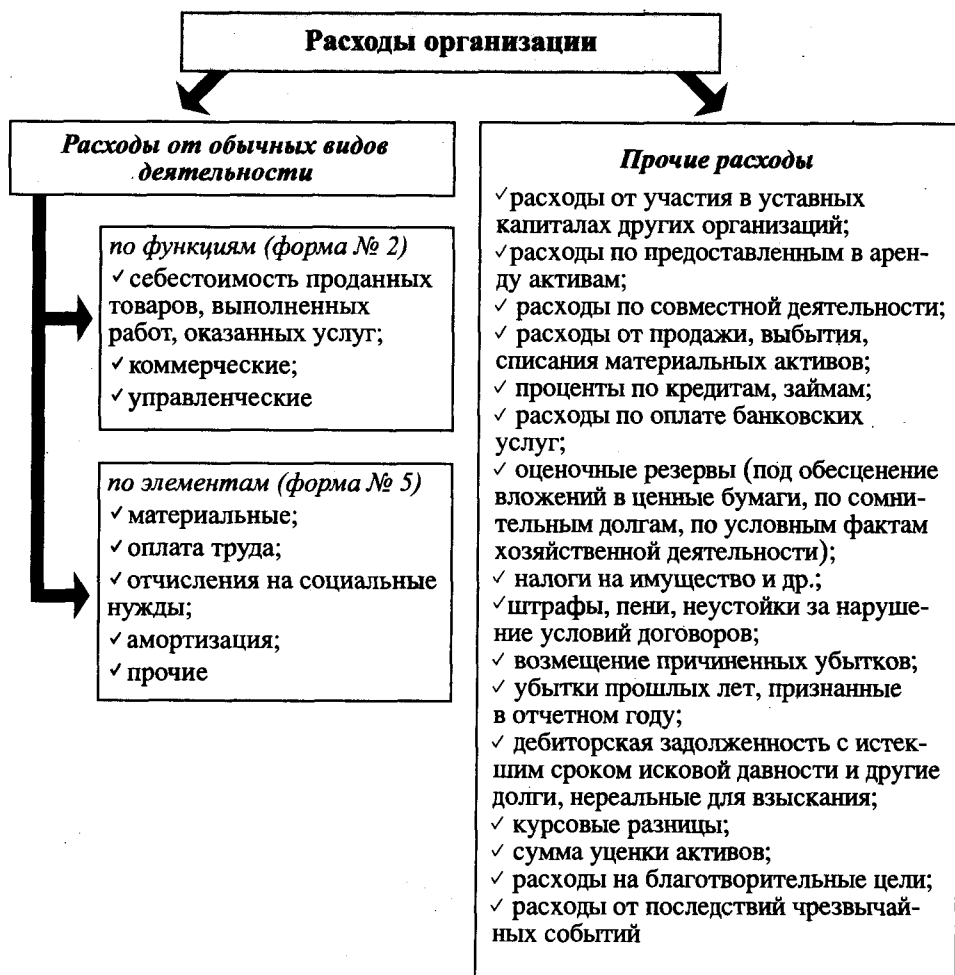 Расходы организации
Расходы от обычных видов
деятельности
по функциям (форма № 2)
✓ себестоимость проданных
товаров, выполненных
работ, оказанных услуг;
✓ коммерческие;
✓ управленческие
по элементам (форма № 5)
✓ материальные;
✓ оплата труда;
✓ отчисления на социальные
нужды;
✓ амортизация;
✓ прочие
Прочие расходы
✓расходы от участия в уставных
капиталах других организаций;
✓расходы по предоставленным в арен-
ду активам;
✓ расходы по совместной деятельности;
✓ расходы от продажи, выбытия,
списания материальных активов;
✓ проценты по кредитам, займам;
✓ расходы по оплате банковских
услуг;
✓ оценочные резервы (под обесценение
вложений в ценные бумаги, по сомни-
тельным долгам, по условным фактам
хозяйственной деятельности);
✓ налоги на имущество и др.;
✓штрафы, пени, неустойки за наруше-
ние условий договоров;
✓ возмещение причиненных убытков;
✓ убытки прошлых лет, признанные
в отчетном году;
✓ дебиторская задолженность с истек-
шим сроком исковой давности и другие
долги, нереальные для взыскания;
✓ курсовые разницы;
✓ сумма уценки активов;
✓ расходы на благотворительные цели;
✓ расходы от последствий чрезвычай-
ных событий